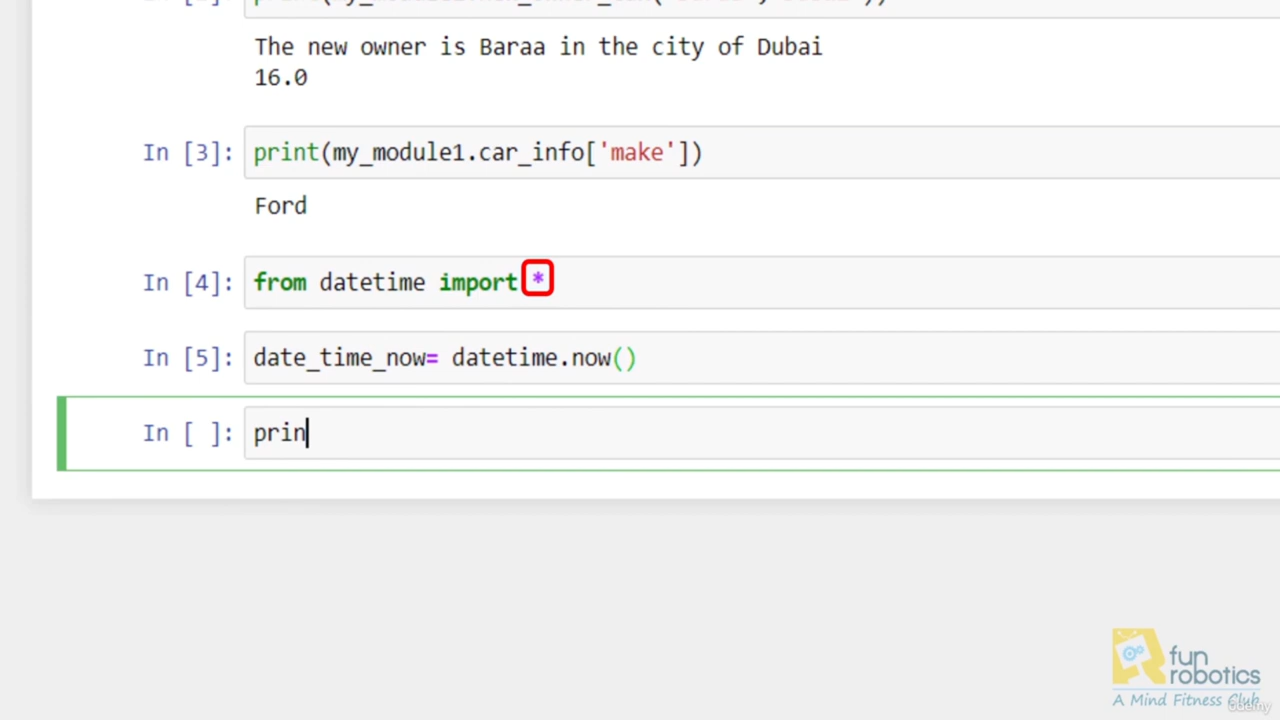 The new owner is Baraa in the city of Dubai
16.0
In [3]: print(my_module1.car_info['make'])
Ford
In [4]: from datetime import *
In [5]: date_time_now= datetime.now()
In [ ]: prin
fun
robotics
A Mind Fitness Club
udemy